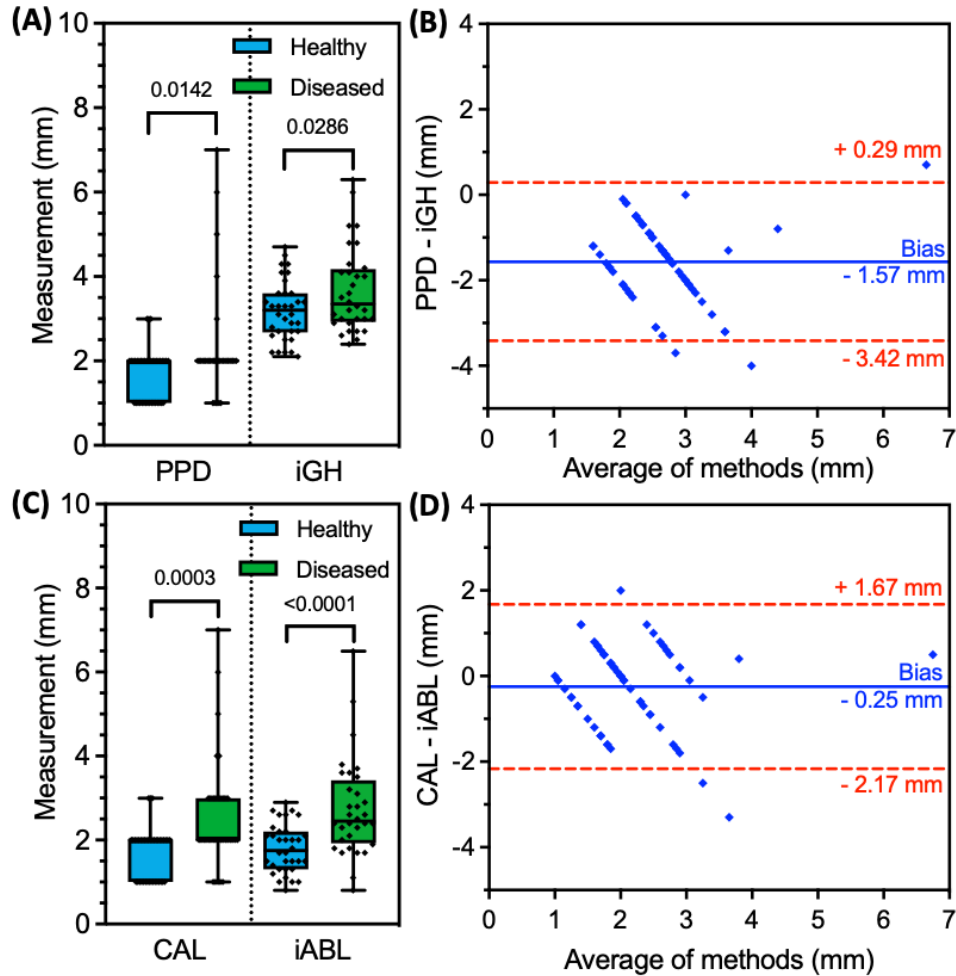 (A)
10
8
6
4
2
0
Measurement (mm)
Healthy
Diseased
0.0142
0.0286
PPD
iGH
(B)
4
2
0
-2
-4
PPD - iGH (mm)
+ 0.29 mm
Bias
- 1.57 mm
- 3.42 mm
0 1 2 3 4 5 6 7
Average of methods (mm)
(C)
10
8
6
4
2
0
Measurement (mm)
Healthy
Diseased
0.0003
<0.0001
CAL
iABL
(D)
4
2
0
-2
-4
CAL - iABL (mm)
+ 1.67 mm
Bias
- 0.25 mm
- 2.17 mm
0 1 2 3 4 5 6 7
Average of methods (mm)